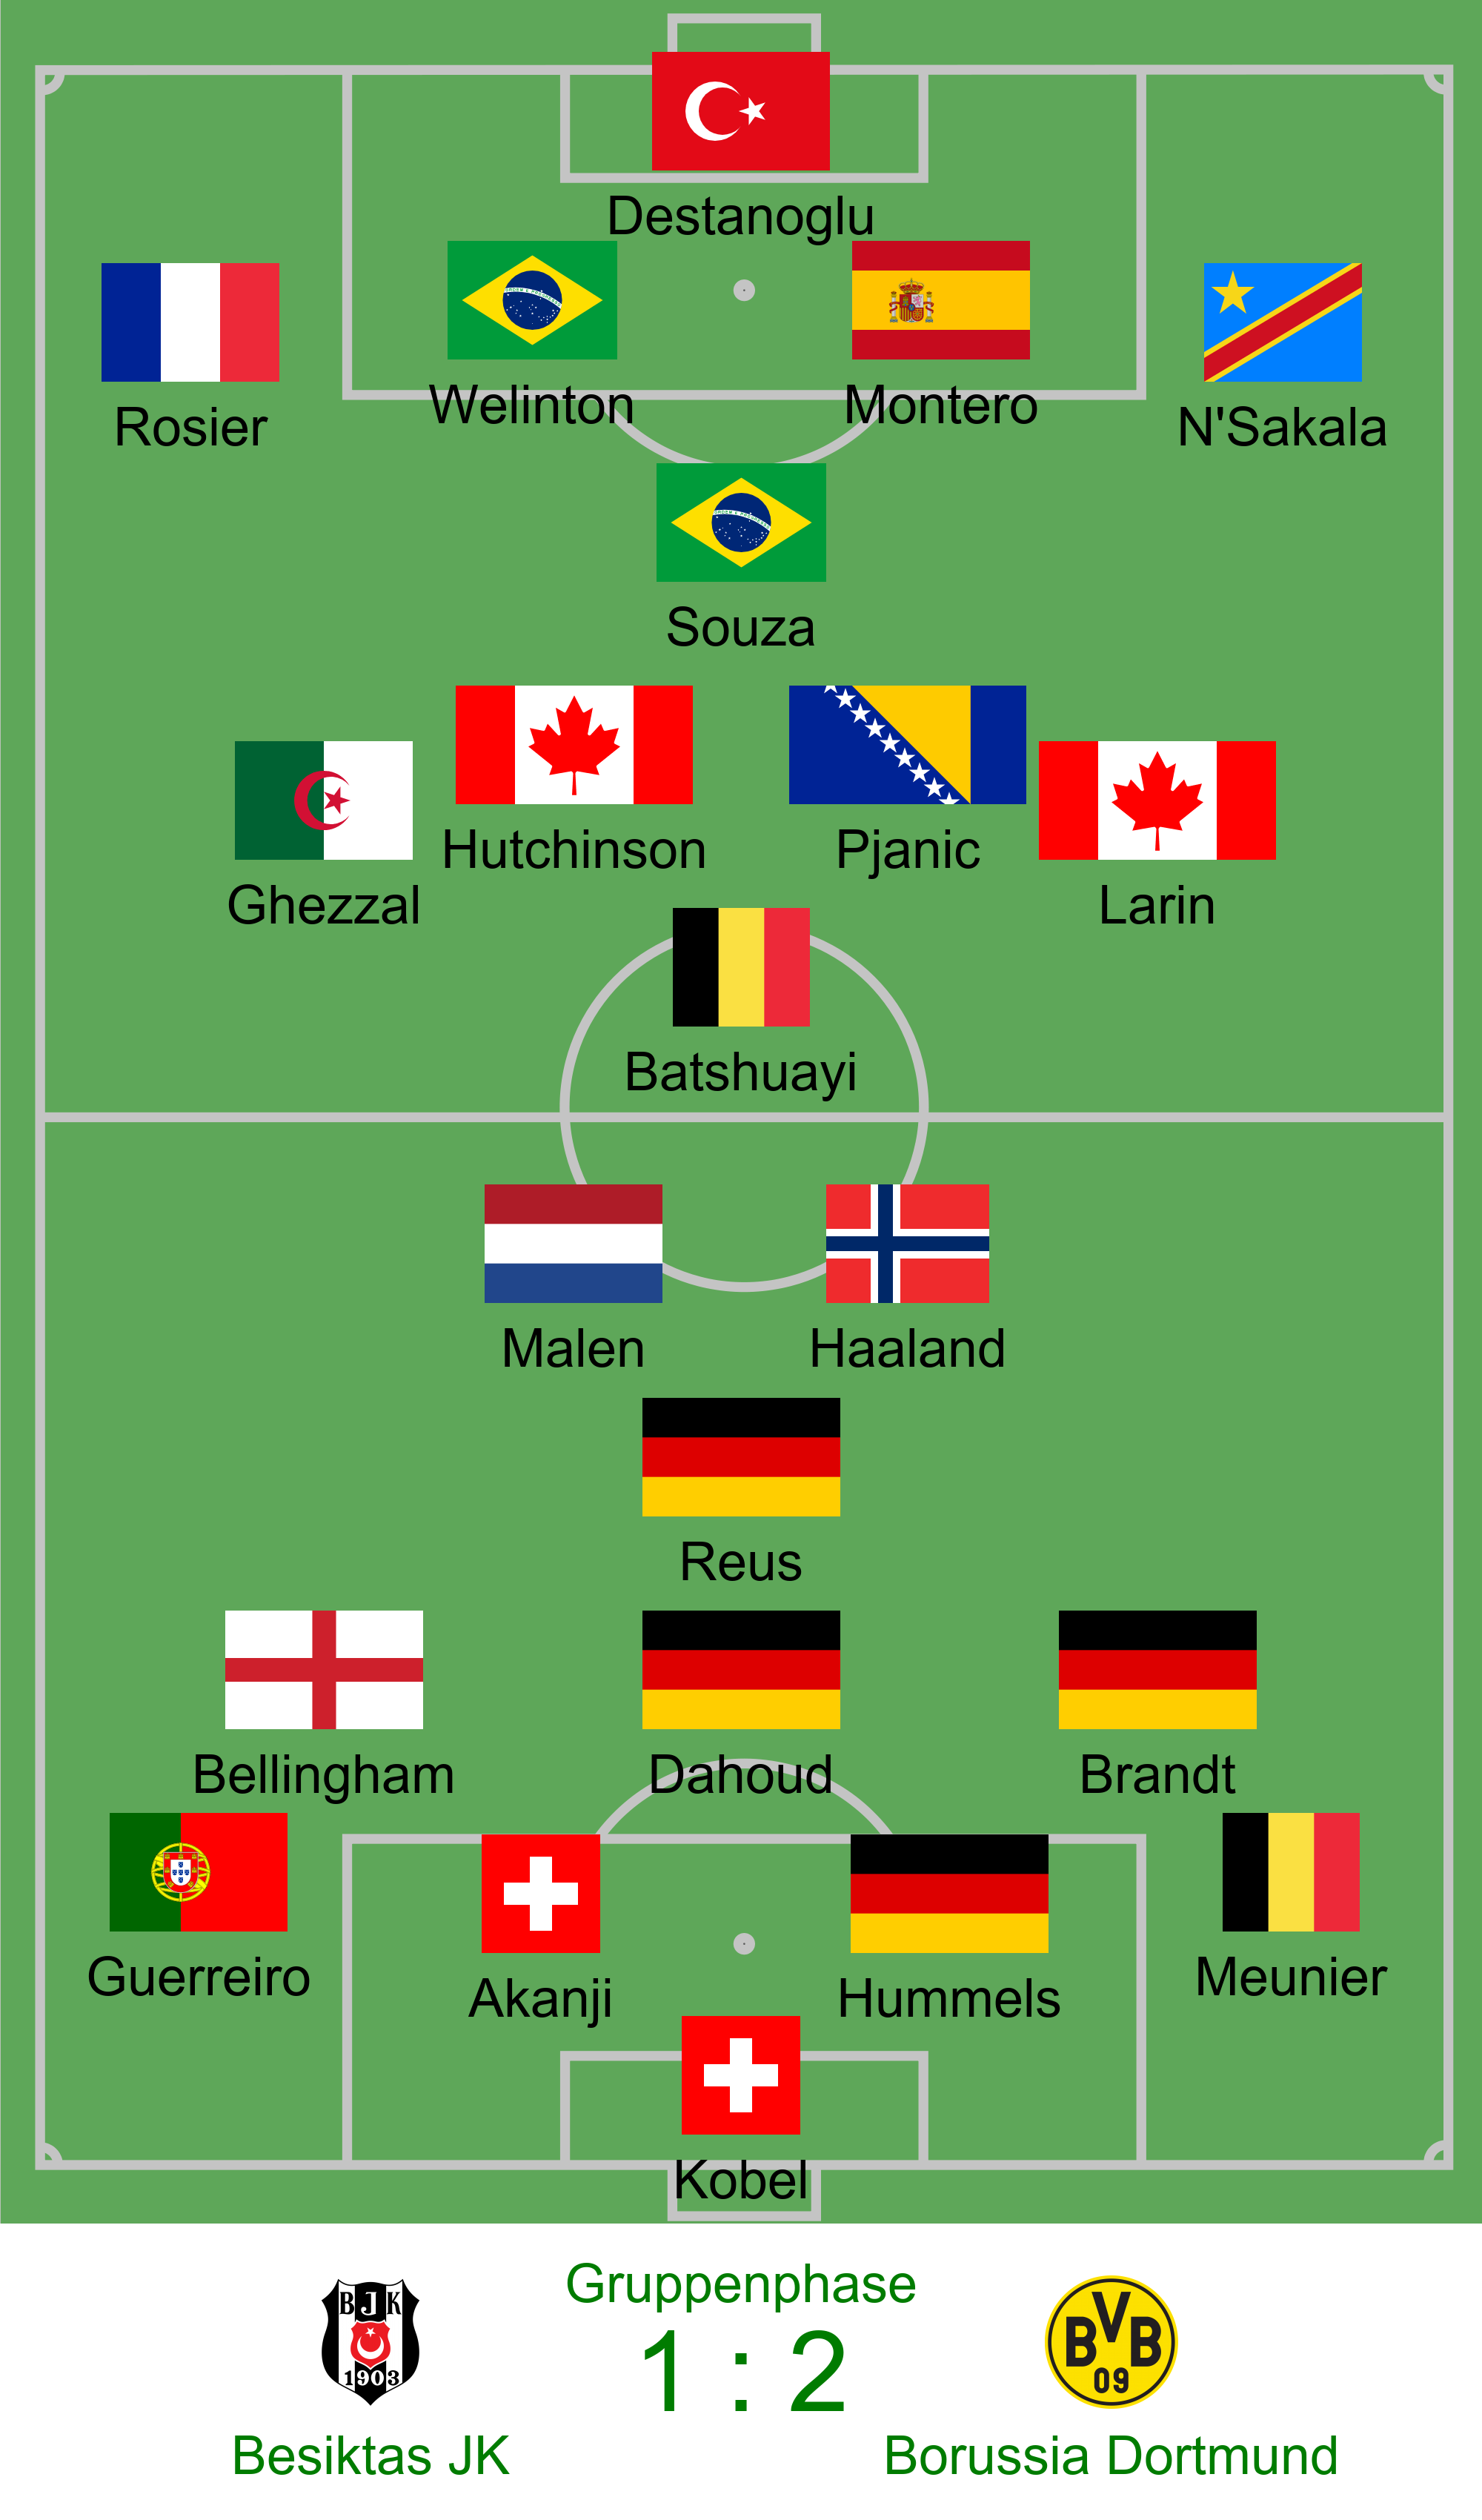 Destanoglu
Rosier
Welinton
Montero
N'Sakala
Souza
Ghezzal
Hutchinson
Pjanic
Larin
Batshuayi
Malen
Haaland
Reus
Bellingham
Dahoud
Brandt
Guerreiro
Akanji
Hummels
Meunier
Kobel
Gruppenphase
1 : 2
BJK
1903
BVB
09
Besiktas JK
Borussia Dortmund